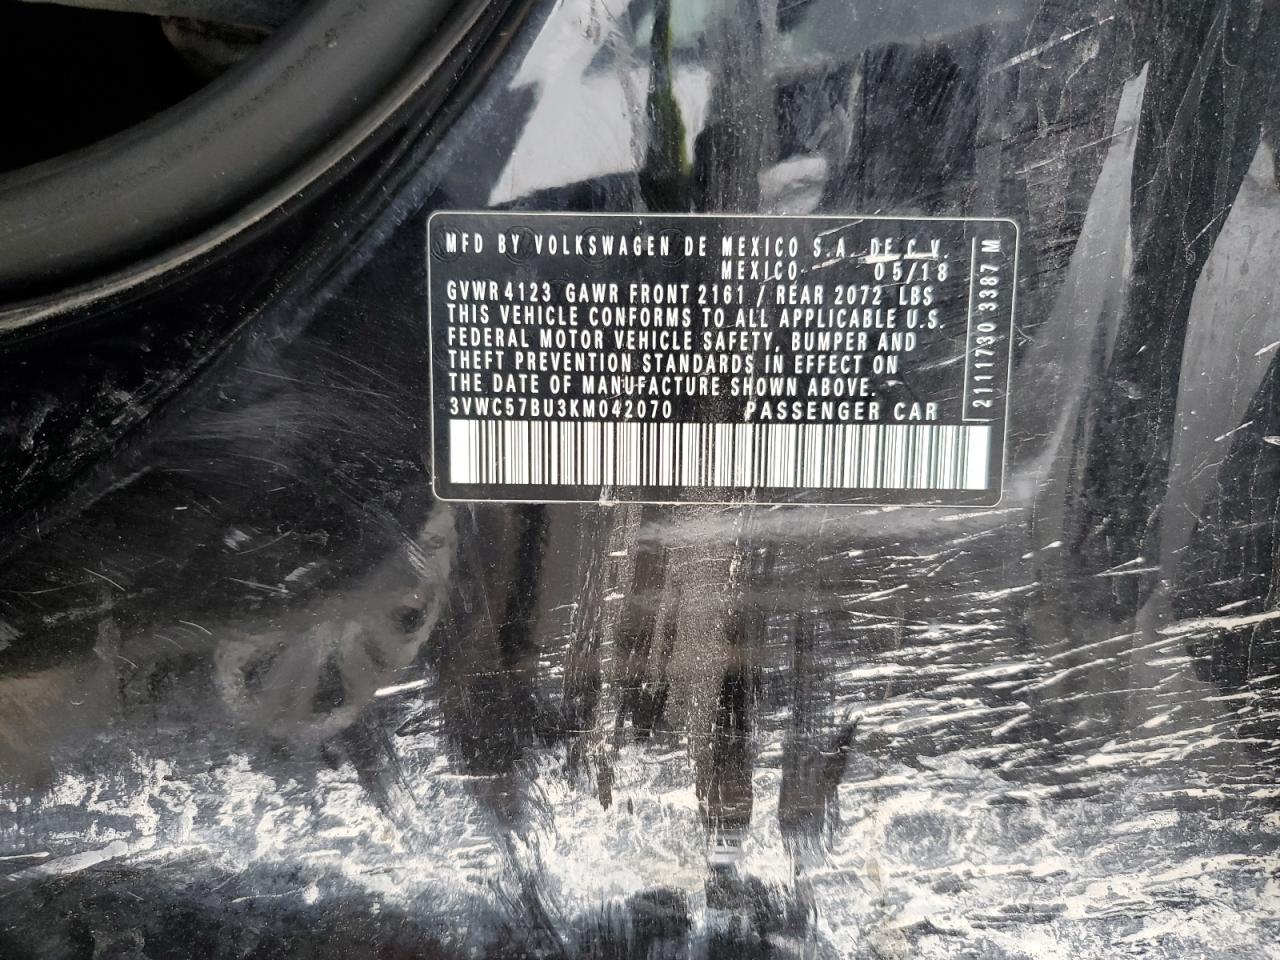 MFD BY VOLKSWAGEN DE MEXICO S.A. DE C.V.
MEXICO 05/18
GVWR 4123 GAWR FRONT 2161 / REAR 2072 LBS
THIS VEHICLE CONFORMS TO ALL APPLICABLE U.S.
FEDERAL MOTOR VEHICLE SAFETY, BUMPER AND
THEFT PREVENTION STANDARDS IN EFFECT ON
THE DATE OF MANUFACTURE SHOWN ABOVE.
3VWC57BU3KM042070 PASSENGER CAR
2111730 3387 M